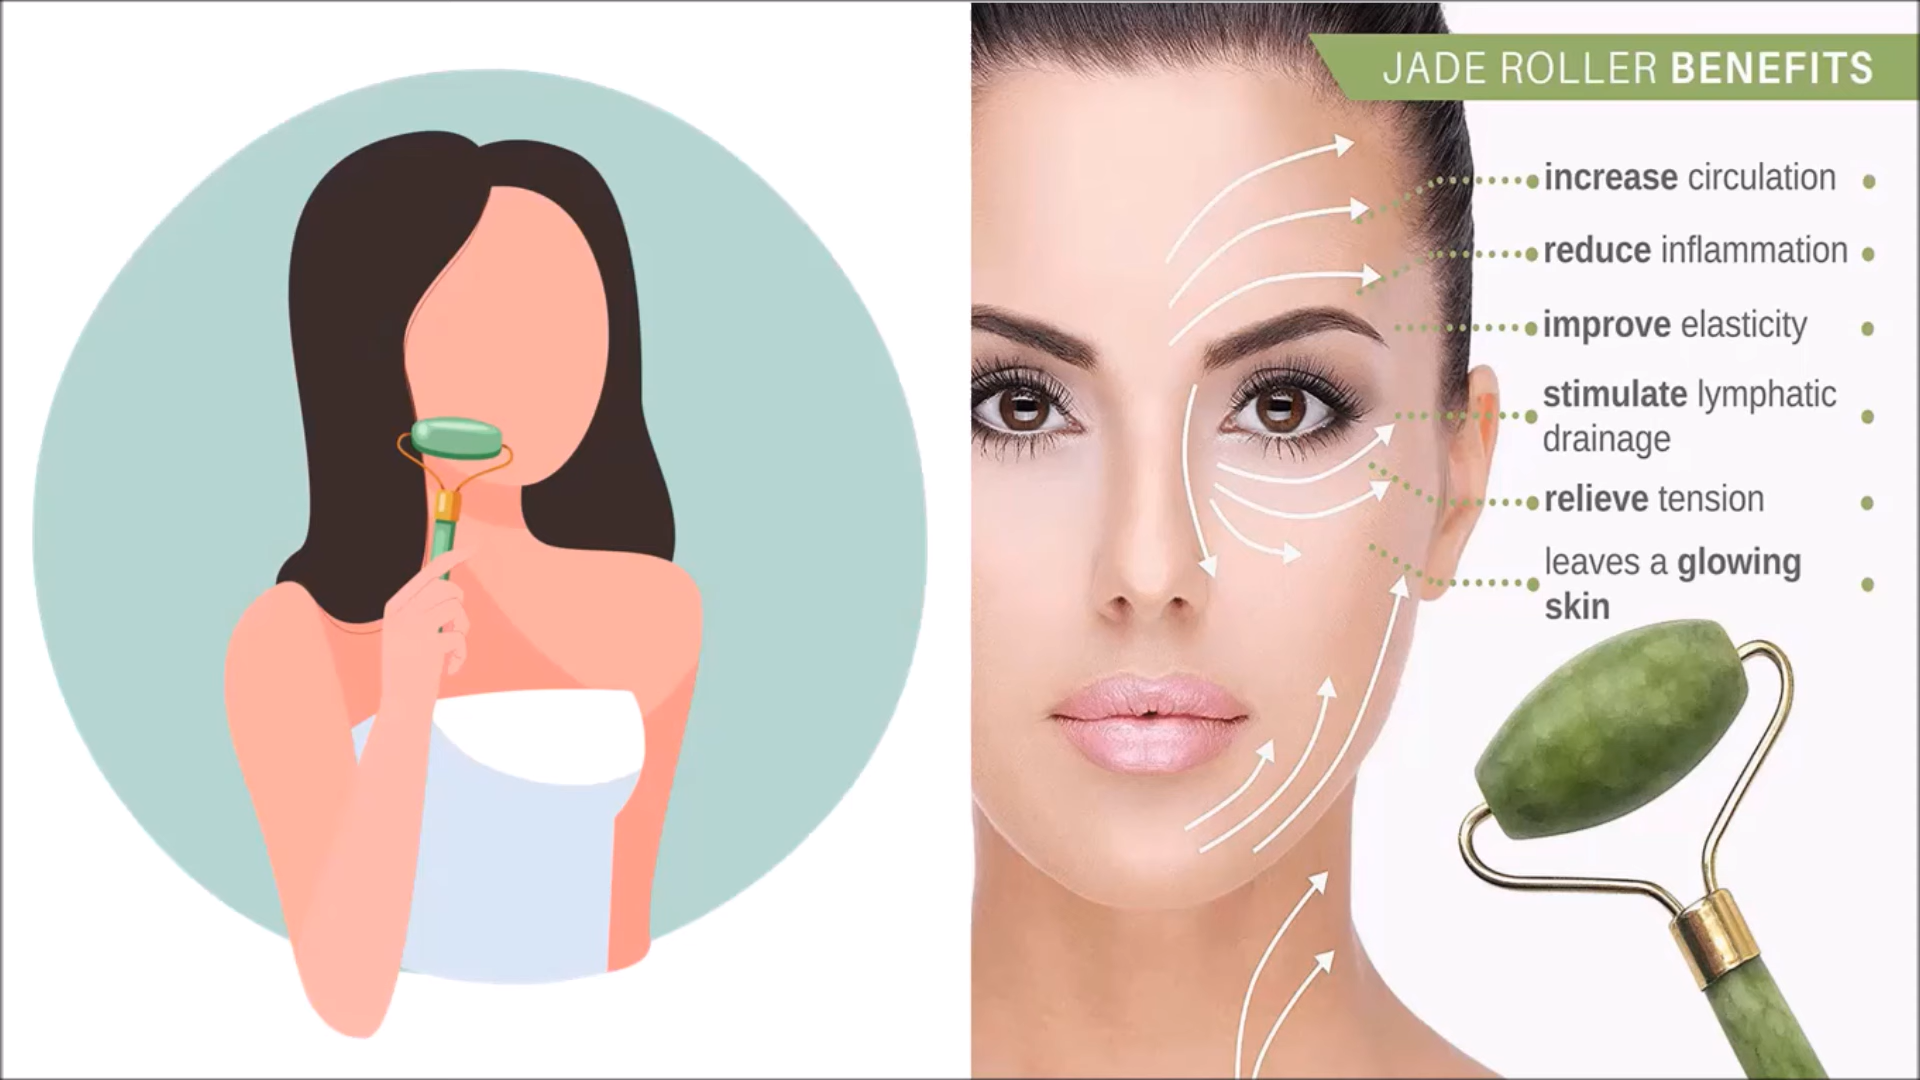 JADE ROLLER BENEFITS
increase circulation
reduce inflammation
improve elasticity
stimulate lymphatic
drainage
relieve tension
leaves a glowing
skin